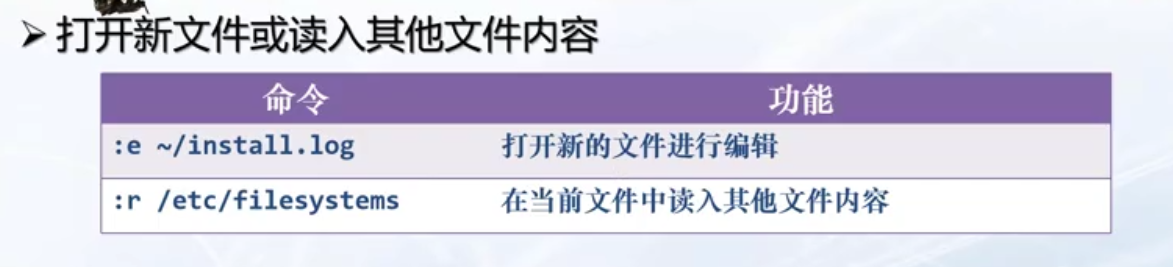 打开新文件或读入其他文件内容
命令 功能
:e ~/install.log 打开新的文件进行编辑
:r /etc/filesystems 在当前文件中读入其他文件内容